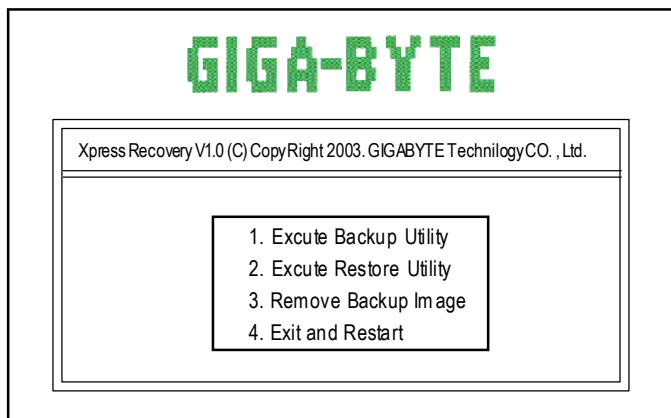 GIGA-BYTE
Xpress Recovery V1.0 (C) CopyRight 2003. GIGABYTE Technilogy CO. , Ltd.
1. Excute Backup Utility
2. Excute Restore Utility
3. Remove Backup Image
4. Exit and Restart